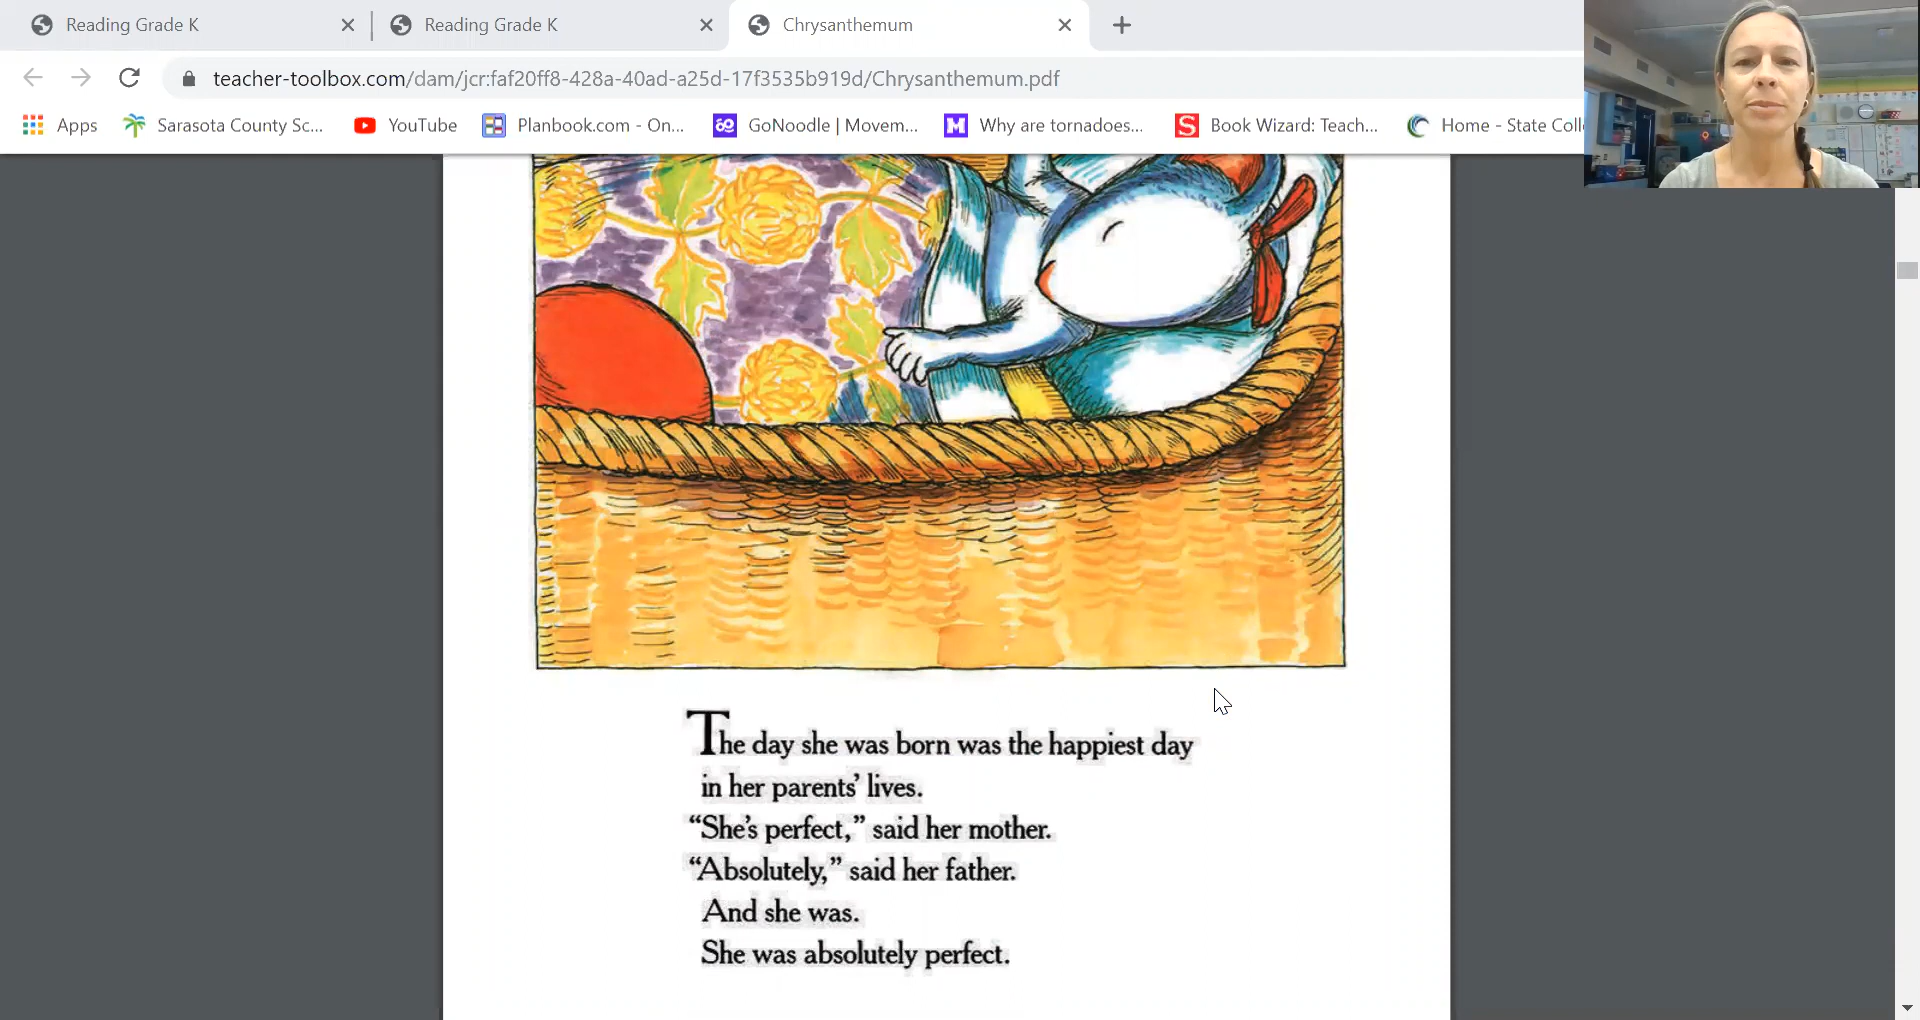 Reading Grade K
Reading Grade K
Chrysanthemum
teacher-toolbox.com/dam/jcr:faf20ff8-428a-40ad-a25d-17f3535b919d/Chrysanthemum.pdf
Apps
Sarasota County Sc...
YouTube
Planbook.com - On...
GoNoodle | Movem...
M
Why are tornadoes...
S
Book Wizard: Teach...
Home - State Coll
The day she was born was the happiest day
in her parents’ lives.
“She’s perfect,” said her mother.
“Absolutely,” said her father.
And she was.
She was absolutely perfect.